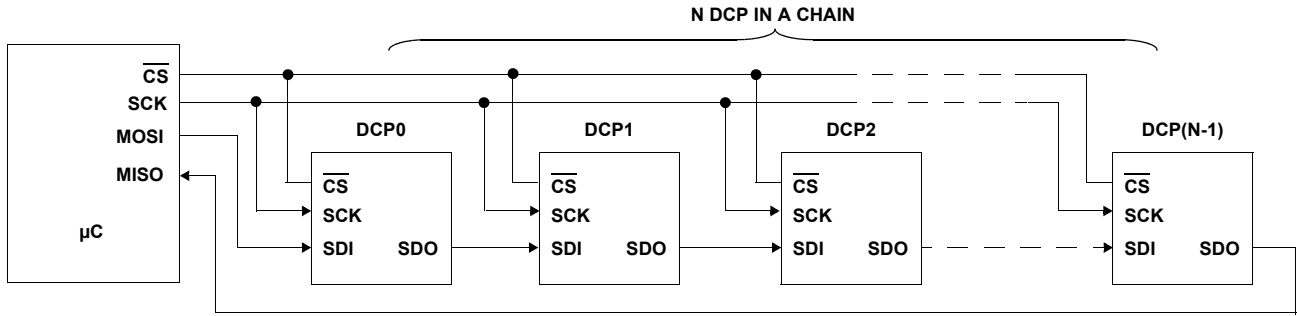 N DCP IN A CHAIN
CS
SCK
MOSI
MISO
µC
DCP0
CS
SCK
SDI SDO
DCP1
CS
SCK
SDI SDO
DCP2
CS
SCK
SDI SDO
DCP(N-1)
CS
SCK
SDI SDO